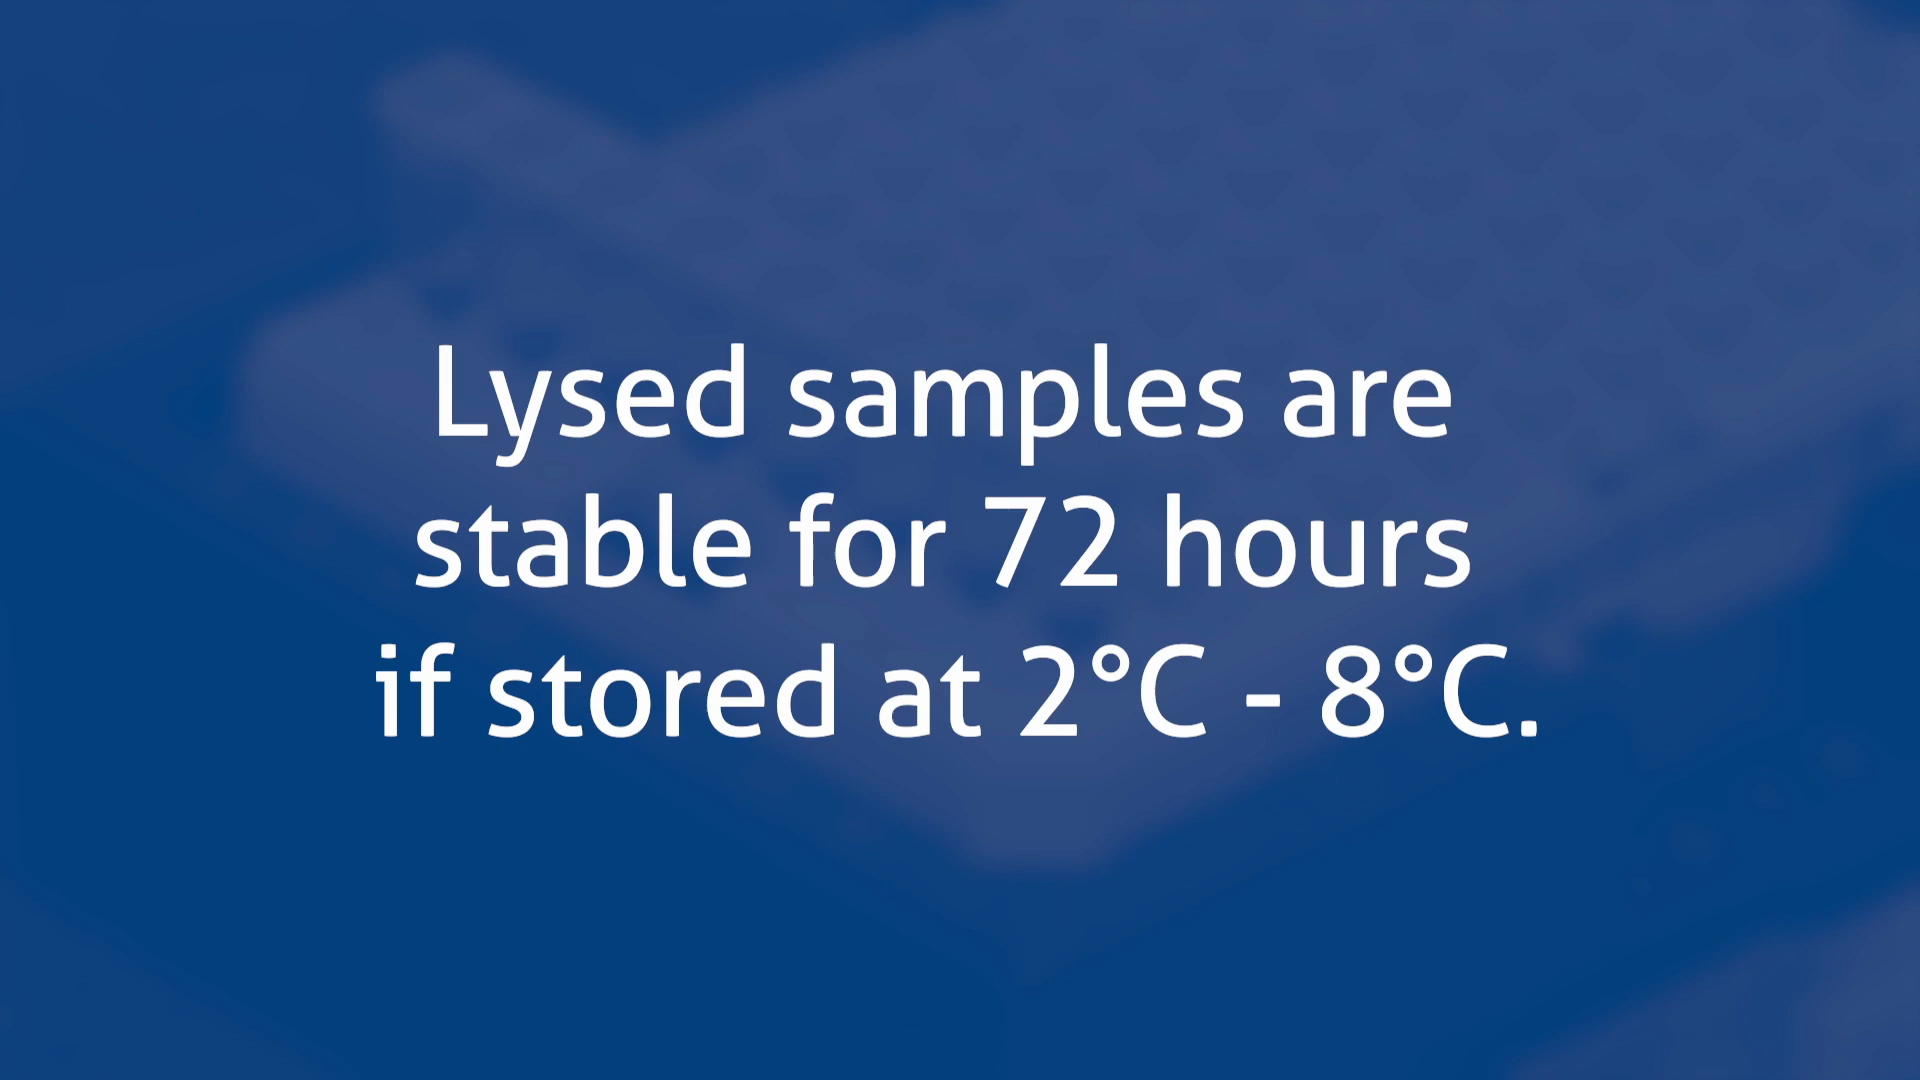 Lysed samples are
stable for 72 hours
if stored at 2°C - 8°C.